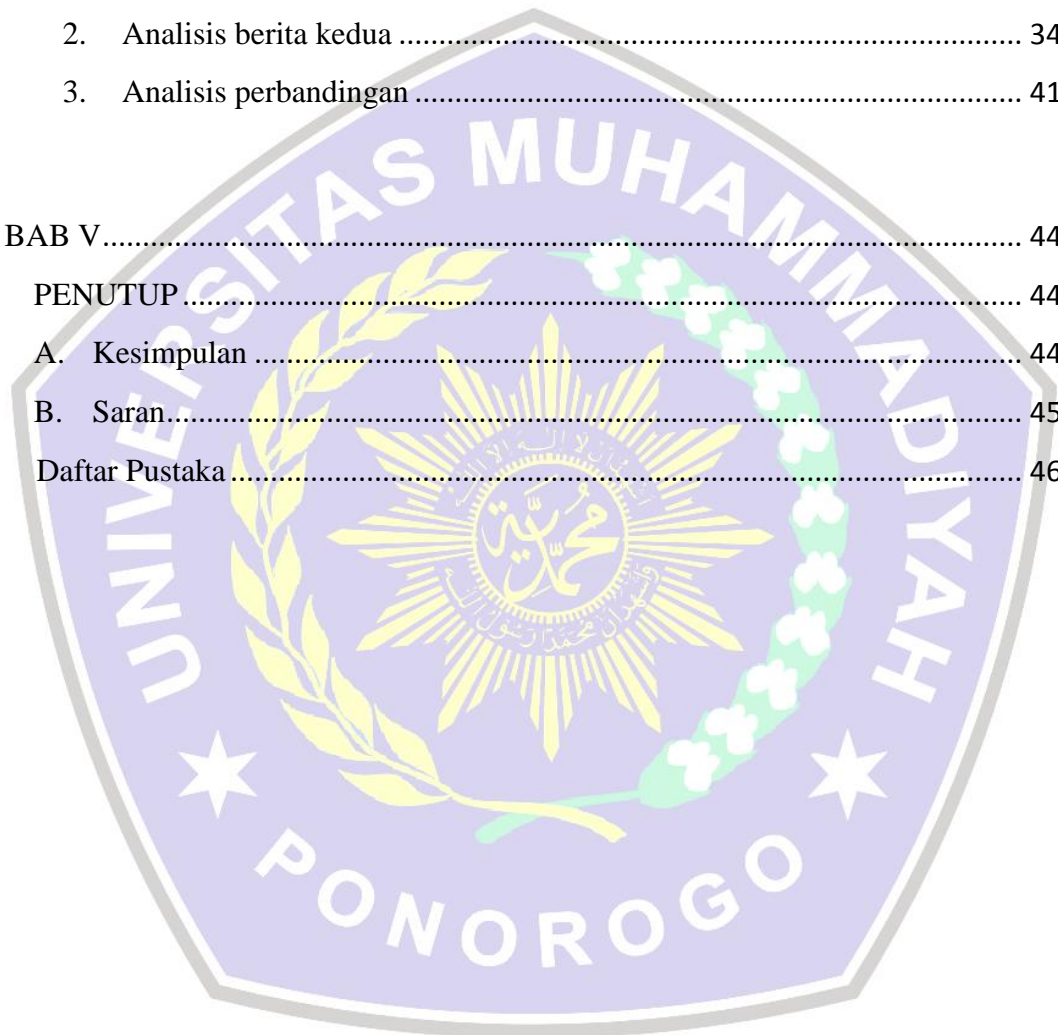 2. Analisis berita kedua ........ 34
3. Analisis perbandingan ........ 41
BAB V ........ 44
PENUTUP ........ 44
A. Kesimpulan ........ 44
B. Saran ........ 45
Daftar Pustaka ........ 46
UNIVERSITAS MUHAMMADIYAH
PONOROGO
محمدية